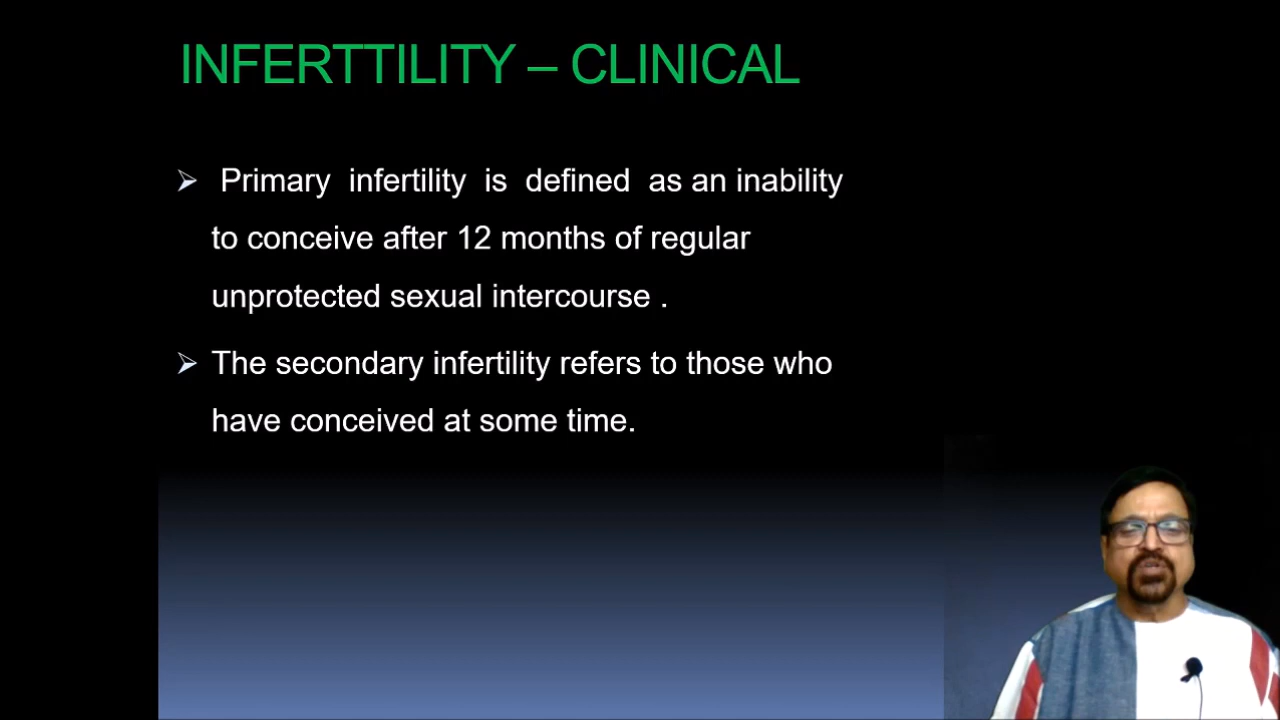 INFERTTILITY – CLINICAL
➢ Primary infertility is defined as an inability
to conceive after 12 months of regular
unprotected sexual intercourse .
➢ The secondary infertility refers to those who
have conceived at some time.